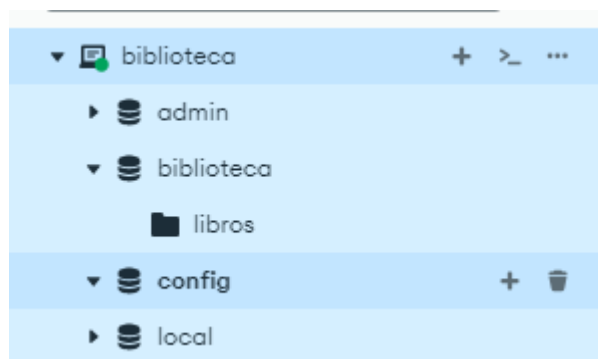 biblioteca
admin
biblioteca
libros
config
local